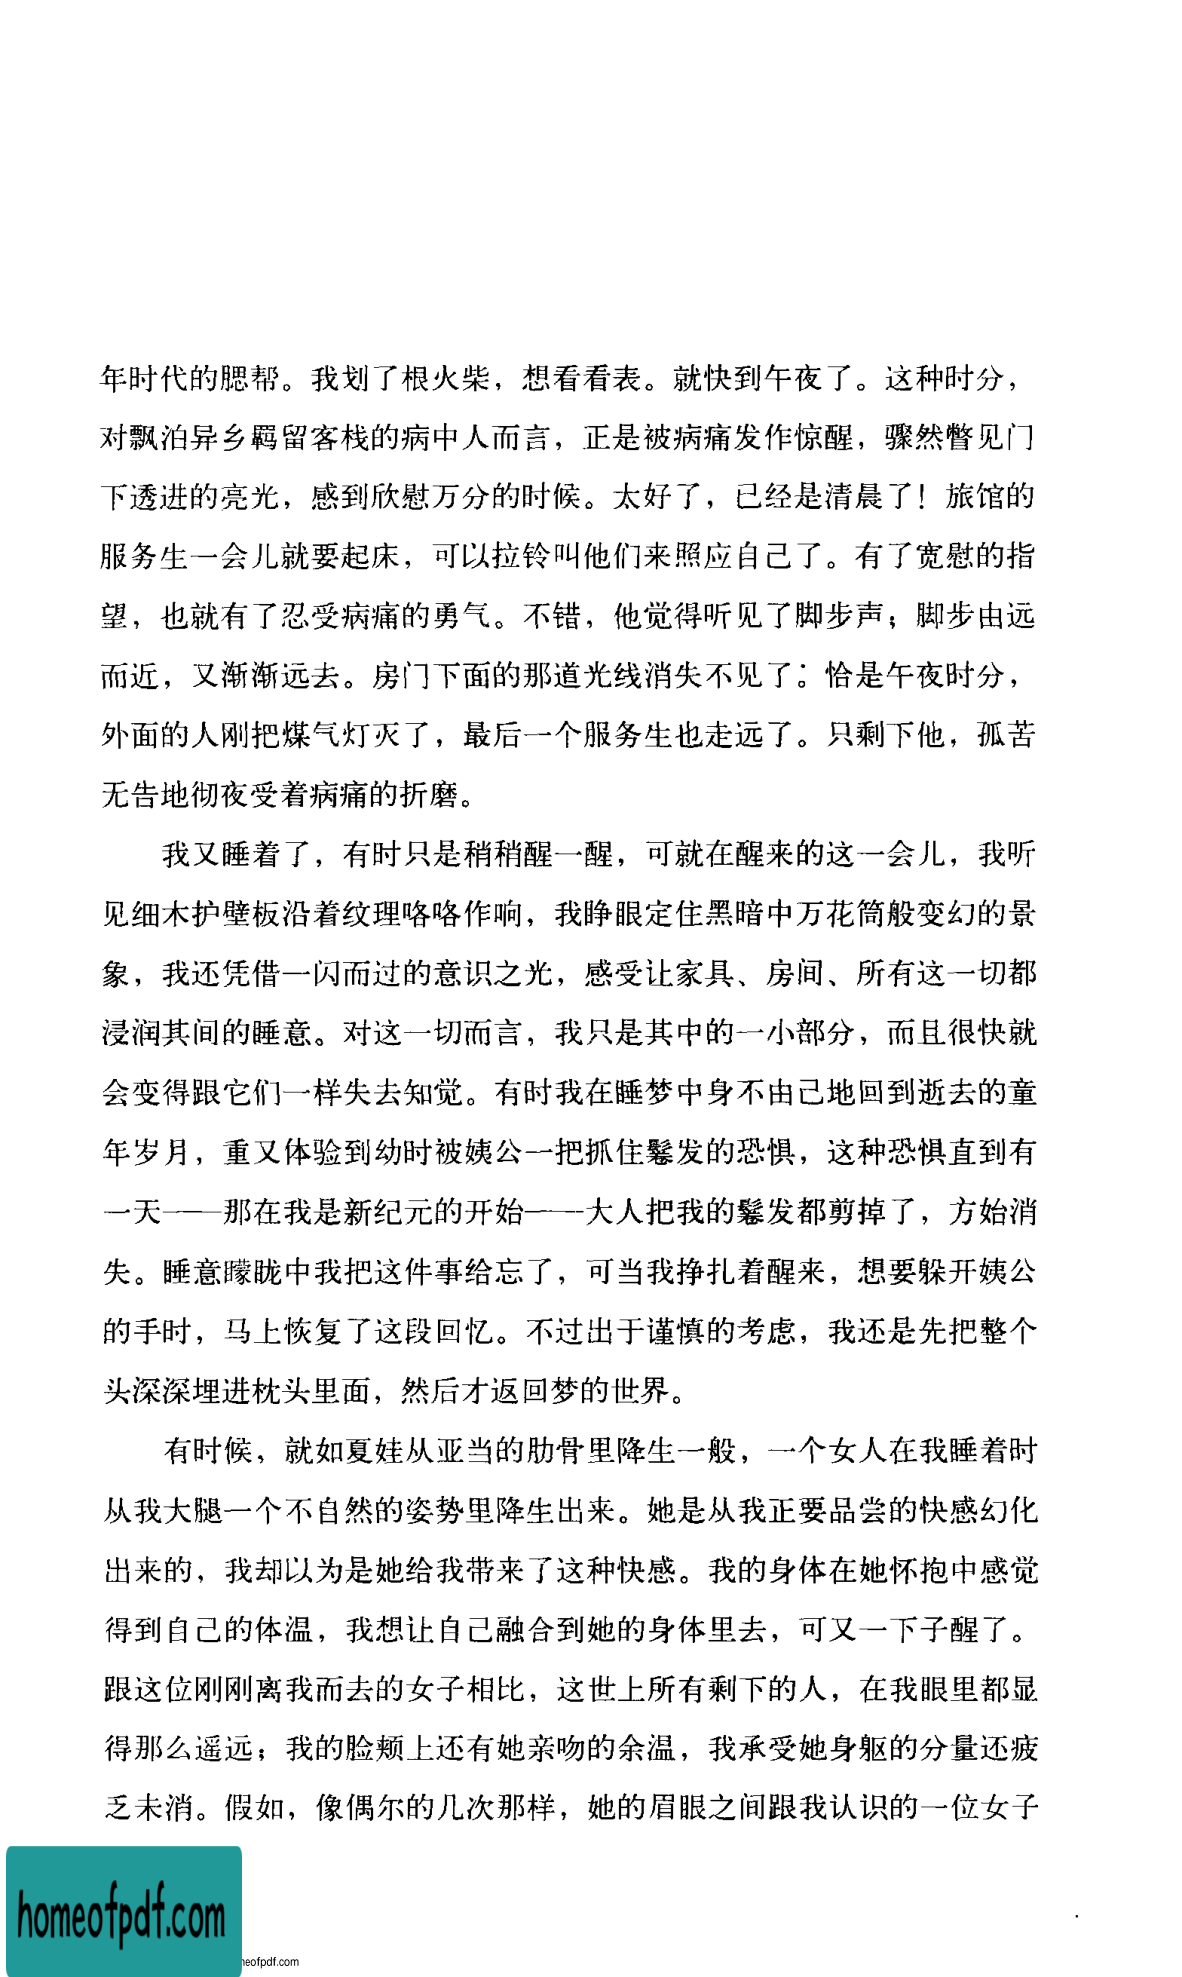 年时代的腮帮。我划了根火柴，想看看表。就快到午夜了。这种时分，
对飘泊异乡羁留客栈的病中人而言，正是被病痛发作惊醒，骤然瞥见门
下透进的亮光，感到欣慰万分的时候。太好了，已经是清晨了！旅馆的
服务生一会儿就要起床，可以拉铃叫他们来照应自己了。有了宽慰的指
望，也就有了忍受病痛的勇气。不错，他觉得听见了脚步声；脚步由远
而近，又渐渐远去。房门下面的那道光线消失不见了：恰是午夜时分，
外面的人刚把煤气灯灭了，最后一个服务生也走远了。只剩下他，孤苦
无告地彻夜受着病痛的折磨。
我又睡着了，有时只是稍稍醒一醒，可就在醒来的这一会儿，我听
见细木护壁板沿着纹理咯咯作响，我睁眼定住黑暗中万花筒般变幻的景
象，我还凭借一闪而过的意识之光，感受让家具、房间、所有这一切都
浸润其间的睡意。对这一切而言，我只是其中的一小部分，而且很快就
会变得跟它们一样失去知觉。有时我在睡梦中身不由己地回到逝去的童
年岁月，重又体验到幼时被姨公一把抓住鬈发的恐惧，这种恐惧直到有
一天——那在我是新纪元的开始——大人把我的鬈发都剪掉了，方始消
失。睡意朦胧中我把这件事给忘了，可当我挣扎着醒来，想要躲开姨公
的手时，马上恢复了这段回忆。不过出于谨慎的考虑，我还是先把整个
头深深埋进枕头里面，然后才返回梦的世界。
有时候，就如夏娃从亚当的肋骨里降生一般，一个女人在我睡着时
从我大腿一个不自然的姿势里降生出来。她是从我正要品尝的快感幻化
出来的，我却以为是她给我带来了这种快感。我的身体在她怀抱中感觉
得到自己的体温，我想让自己融合到她的身体里去，可又一下子醒了。
跟这位刚刚离我而去的女子相比，这世上所有剩下的人，在我眼里都显
得那么遥远；我的脸颊上还有她亲吻的余温，我承受她身躯的分量还疲
乏未消。假如，像偶尔的几次那样，她的眉眼之间跟我认识的一位女子
homeofpdf.com
eofpdf.com